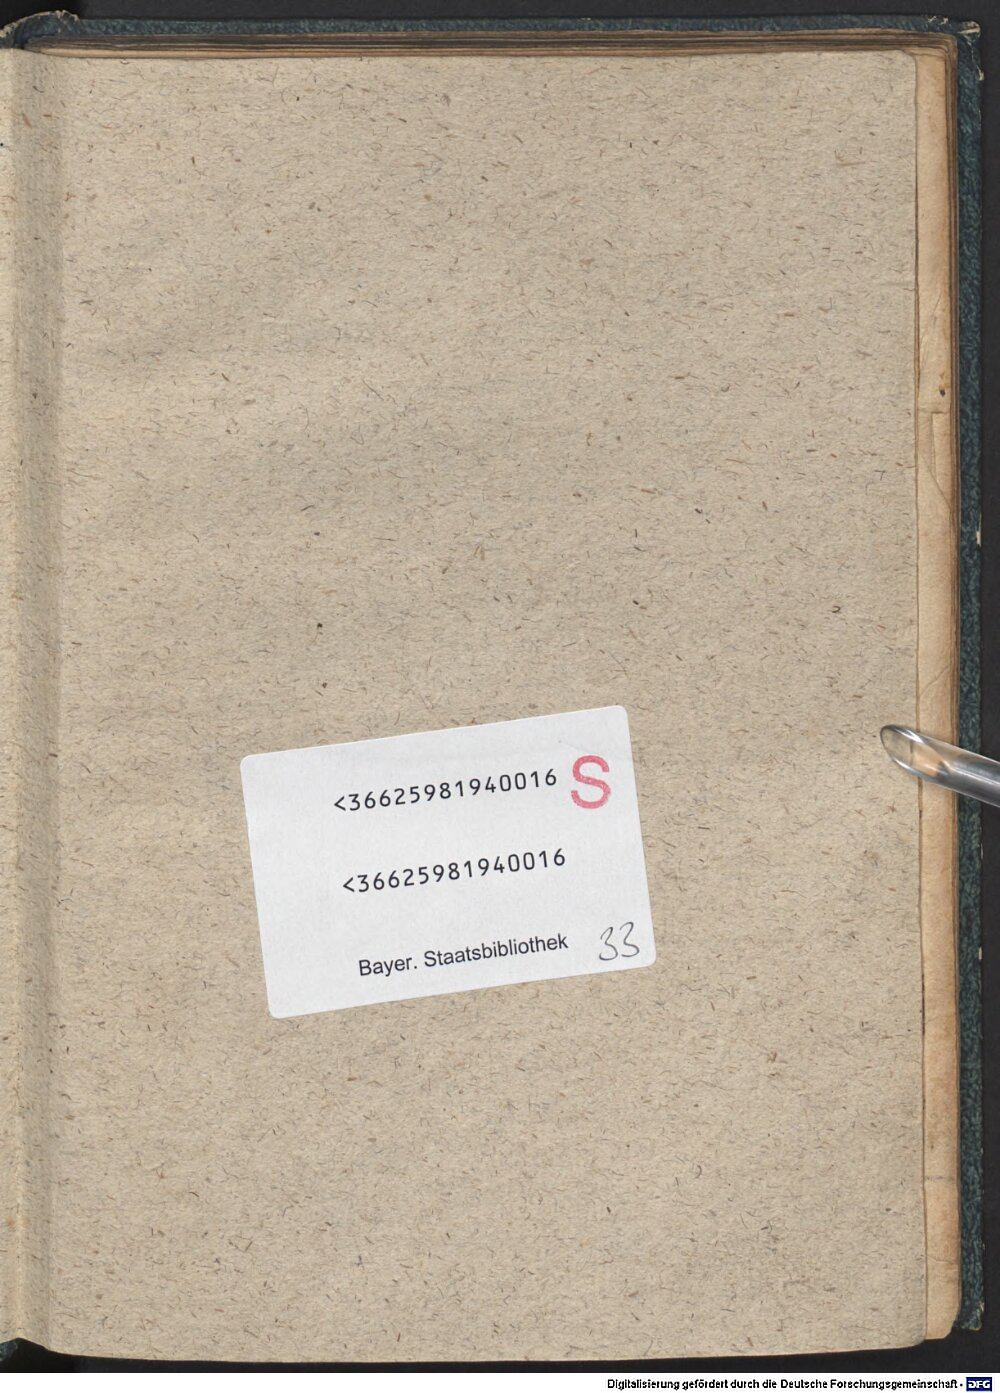 <36625981940016 S
<36625981940016
Bayer. Staatsbibliothek 33
Digitalisierung gefördert durch die Deutsche Forschungsgemeinschaft - DFG